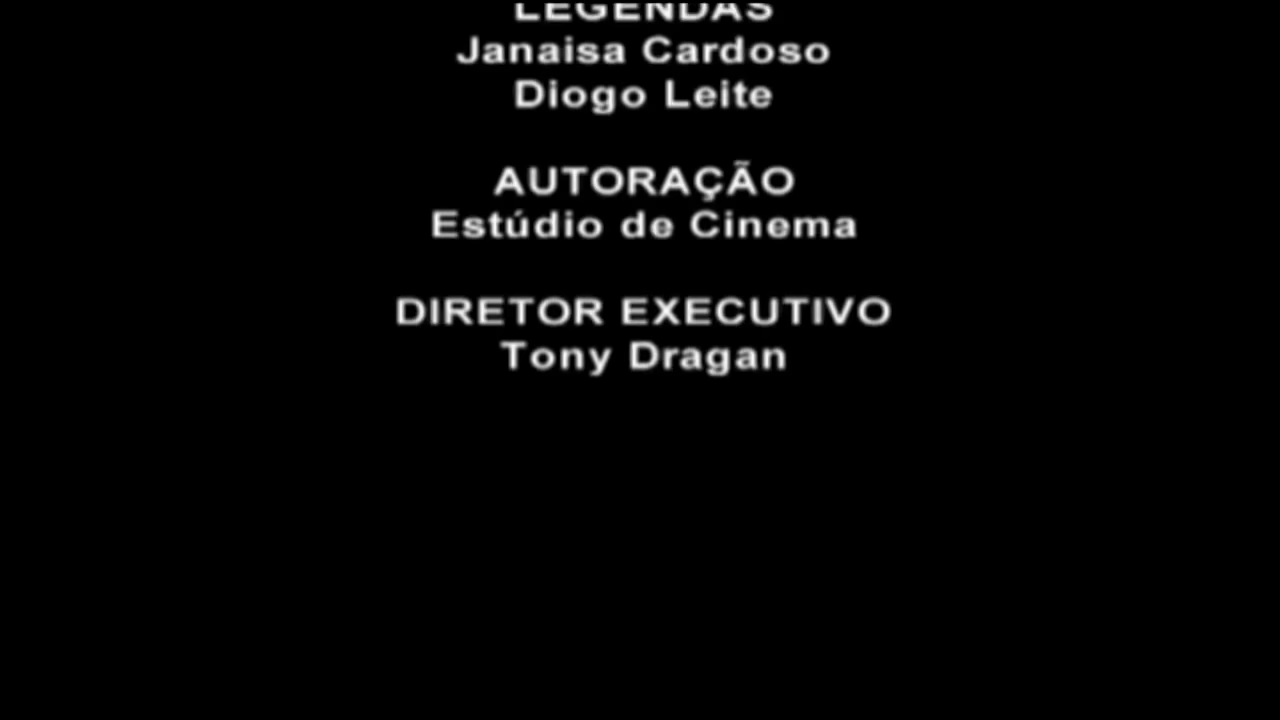 LEGENDAS
Janaisa Cardoso
Diogo Leite
AUTORAÇÃO
Estúdio de Cinema
DIRETOR EXECUTIVO
Tony Dragan